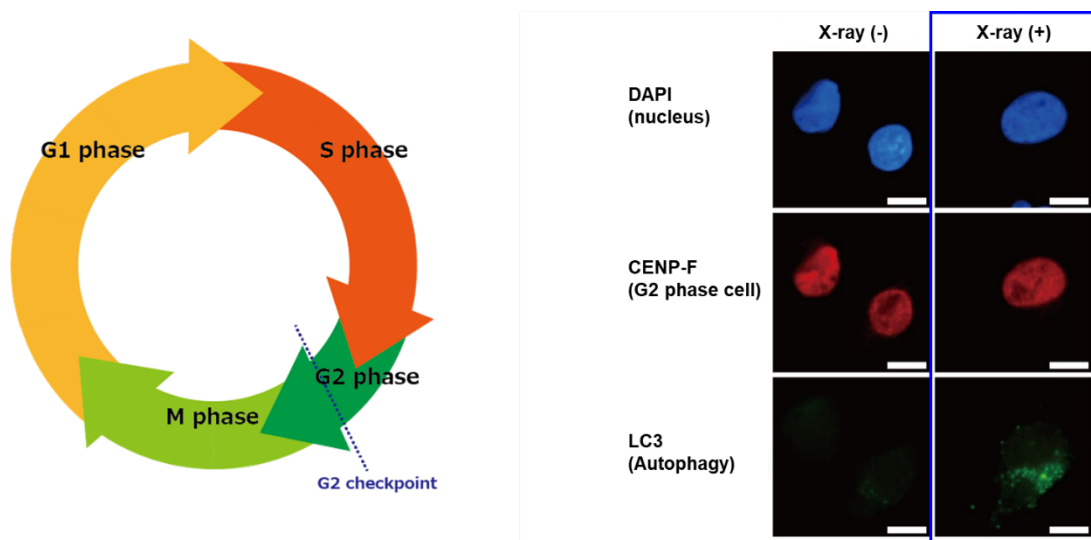 G1 phase
S phase
G2 phase
M phase
G2 checkpoint
X-ray (-)
X-ray (+)
DAPI
(nucleus)
CENP-F
(G2 phase cell)
LC3
(Autophagy)